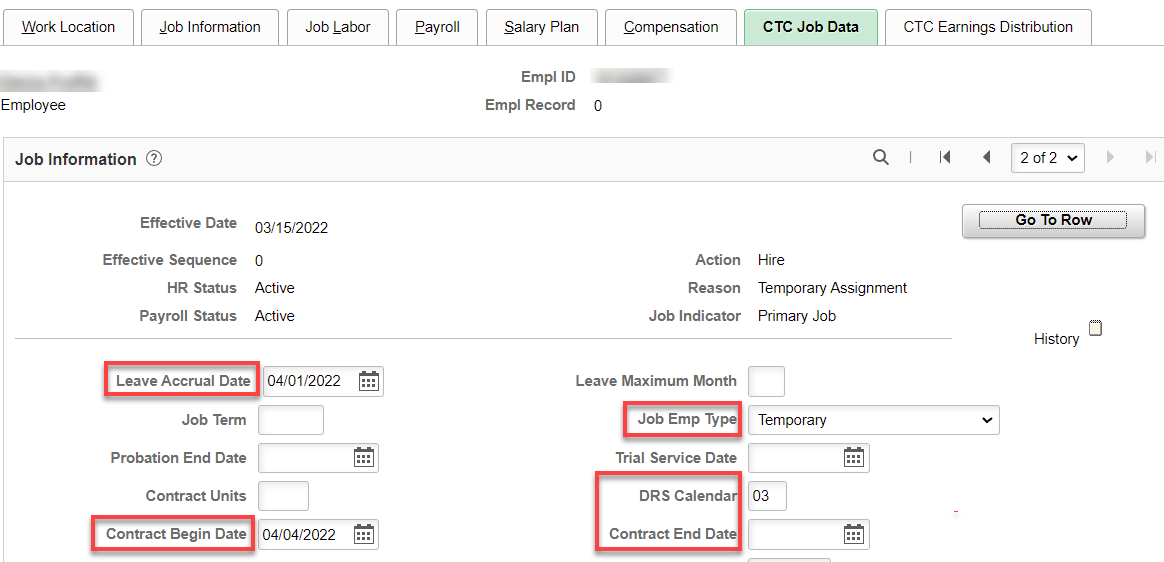 Work Location Job Information Job Labor Payroll Salary Plan Compensation CTC Job Data CTC Earnings Distribution
Empl ID
Employee Empl Record 0
Job Information ? 2 of 2
Effective Date 03/15/2022 Go To Row
Effective Sequence 0 Action Hire
HR Status Active Reason Temporary Assignment
Payroll Status Active Job Indicator Primary Job
History
Leave Accrual Date 04/01/2022 Leave Maximum Month
Job Term Job Emp Type Temporary
Probation End Date Trial Service Date
Contract Units DRS Calendar 03
Contract Begin Date 04/04/2022 Contract End Date